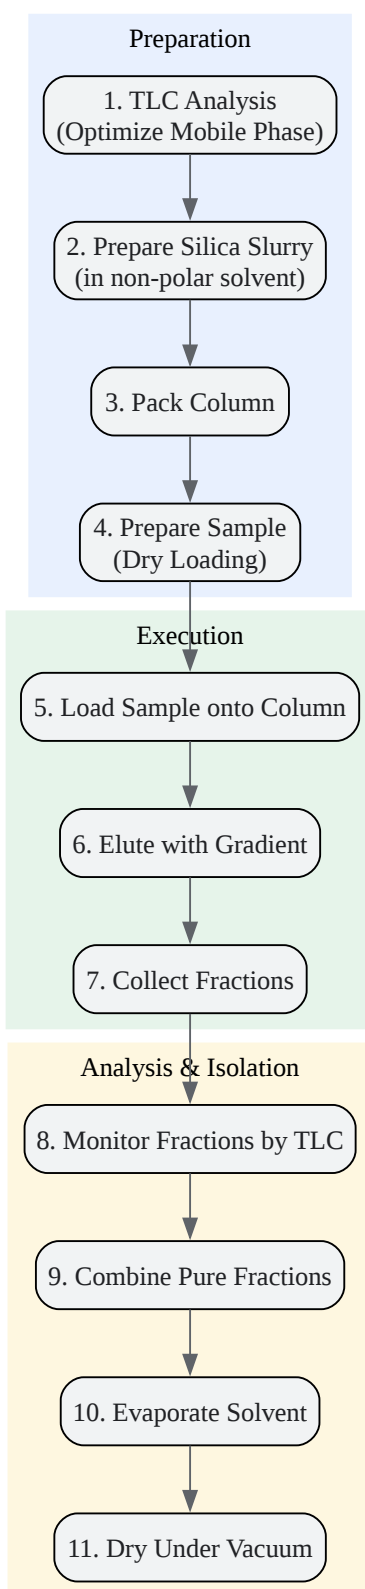 Preparation
1. TLC Analysis
(Optimize Mobile Phase)
2. Prepare Silica Slurry
(in non-polar solvent)
3. Pack Column
4. Prepare Sample
(Dry Loading)
Execution
5. Load Sample onto Column
6. Elute with Gradient
7. Collect Fractions
Analysis & Isolation
8. Monitor Fractions by TLC
9. Combine Pure Fractions
10. Evaporate Solvent
11. Dry Under Vacuum